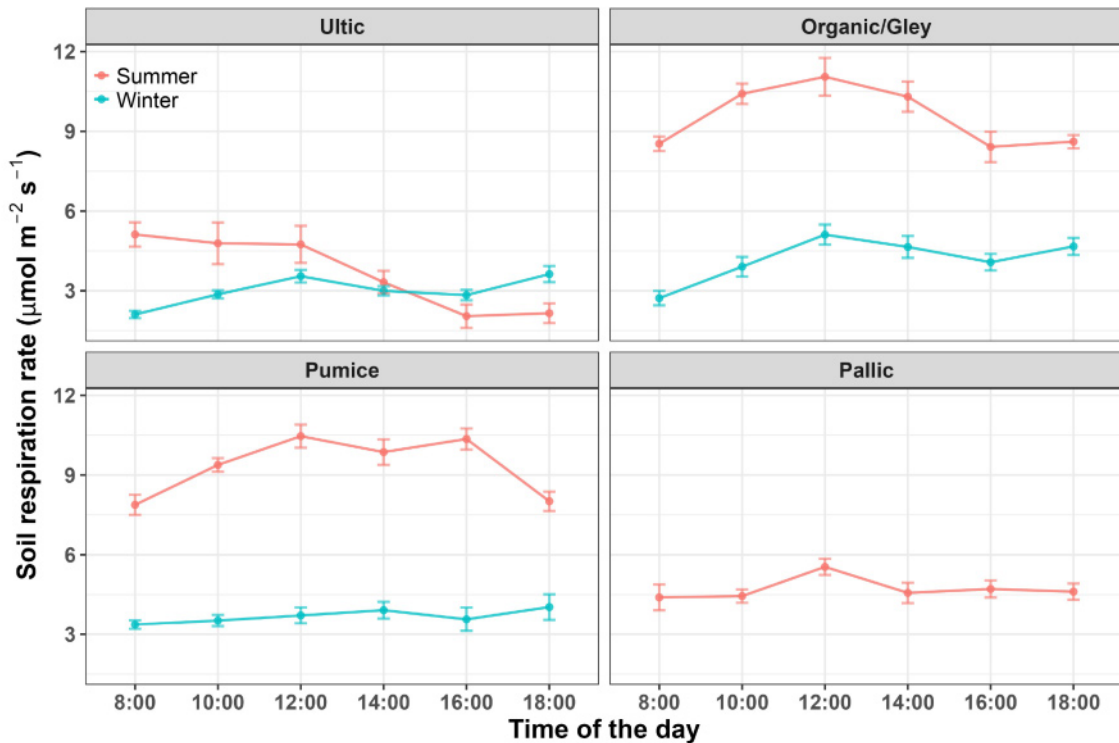 Ultic
Organic/Gley
12
9
6
3
Summer
Winter
Soil respiration rate (μmol m⁻² s⁻¹)
Pumice
Pallic
12
9
6
3
8:00 10:00 12:00 14:00 16:00 18:00
8:00 10:00 12:00 14:00 16:00 18:00
Time of the day